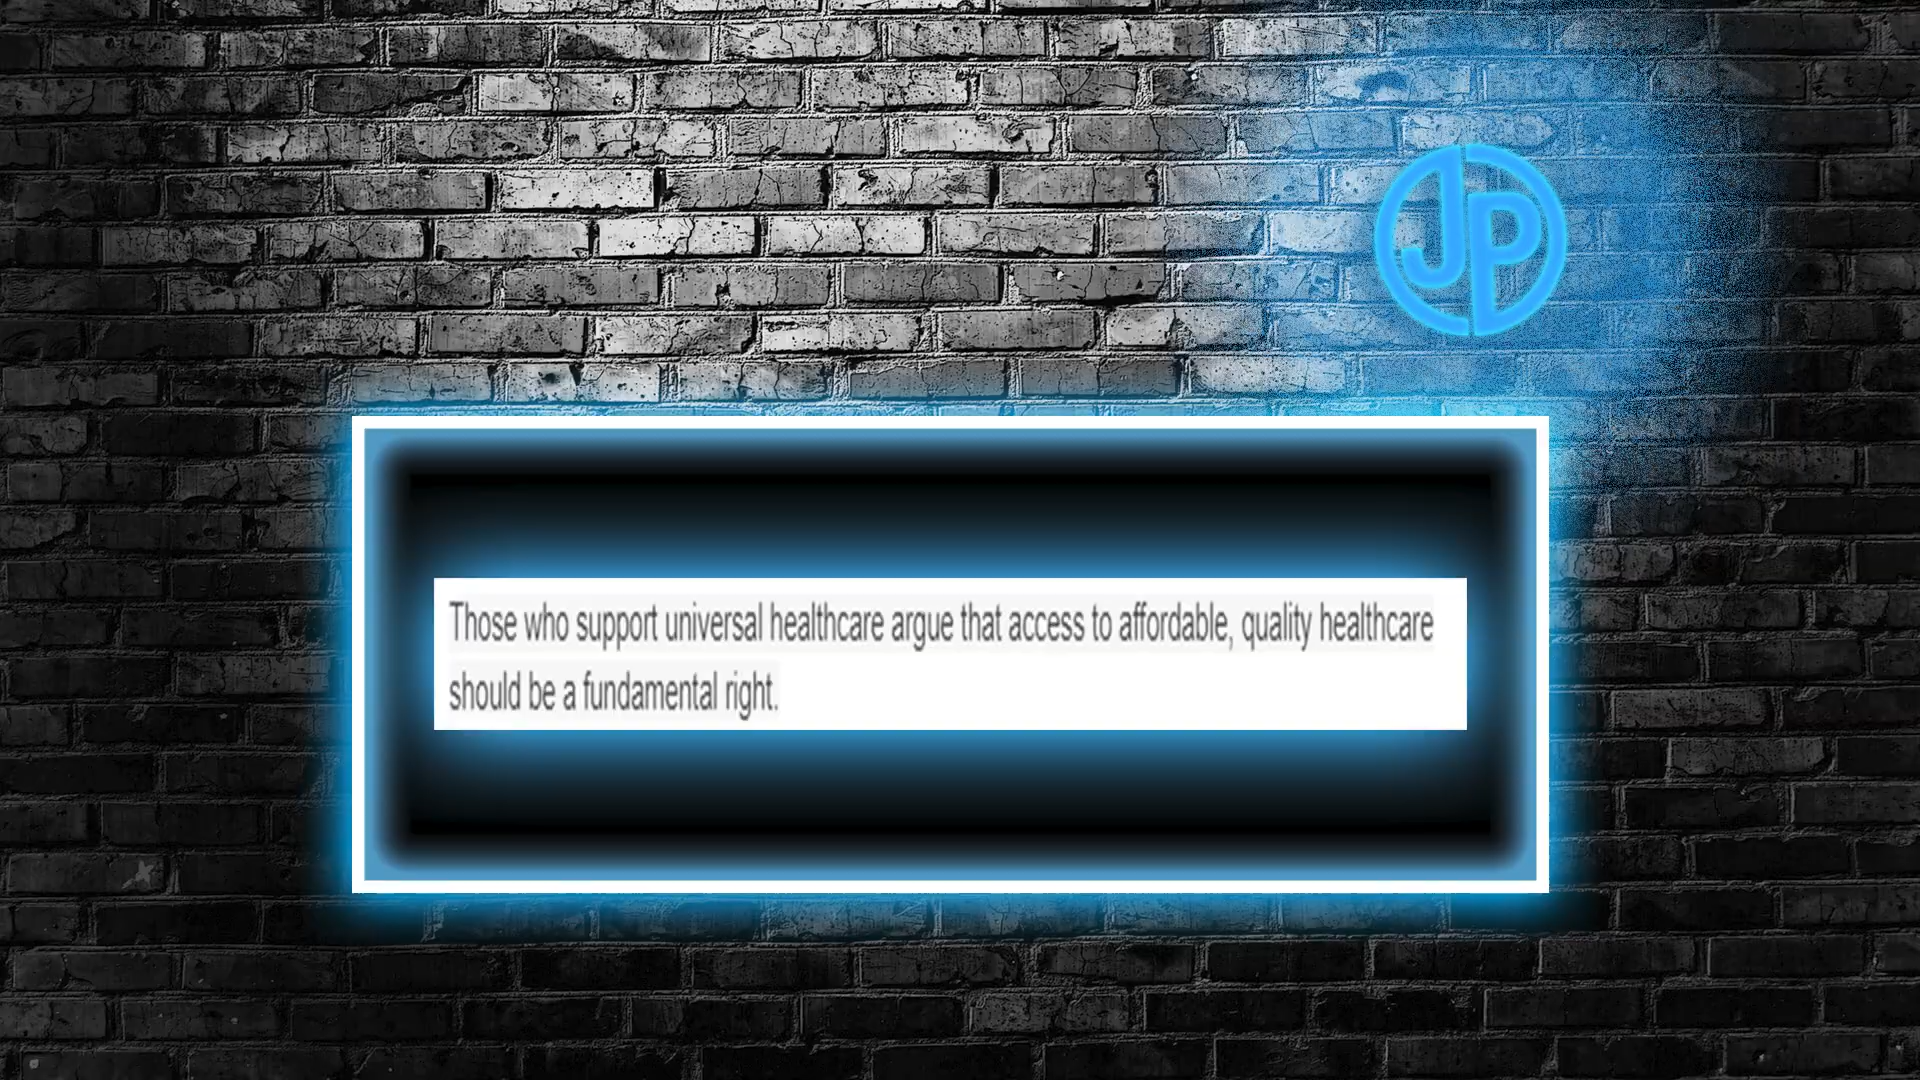 JP
Those who support universal healthcare argue that access to affordable, quality healthcare
should be a fundamental right.